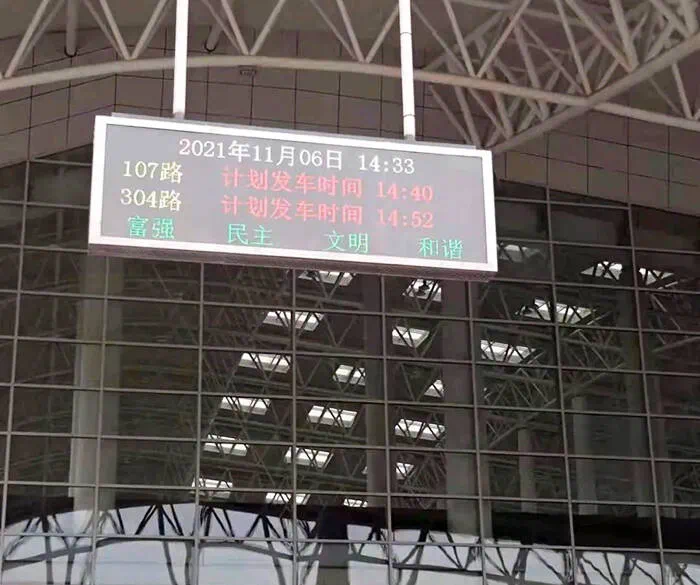 2021年11月06日 14:33
107路 计划发车时间 14:40
304路 计划发车时间 14:52
富强 民主 文明 和谐